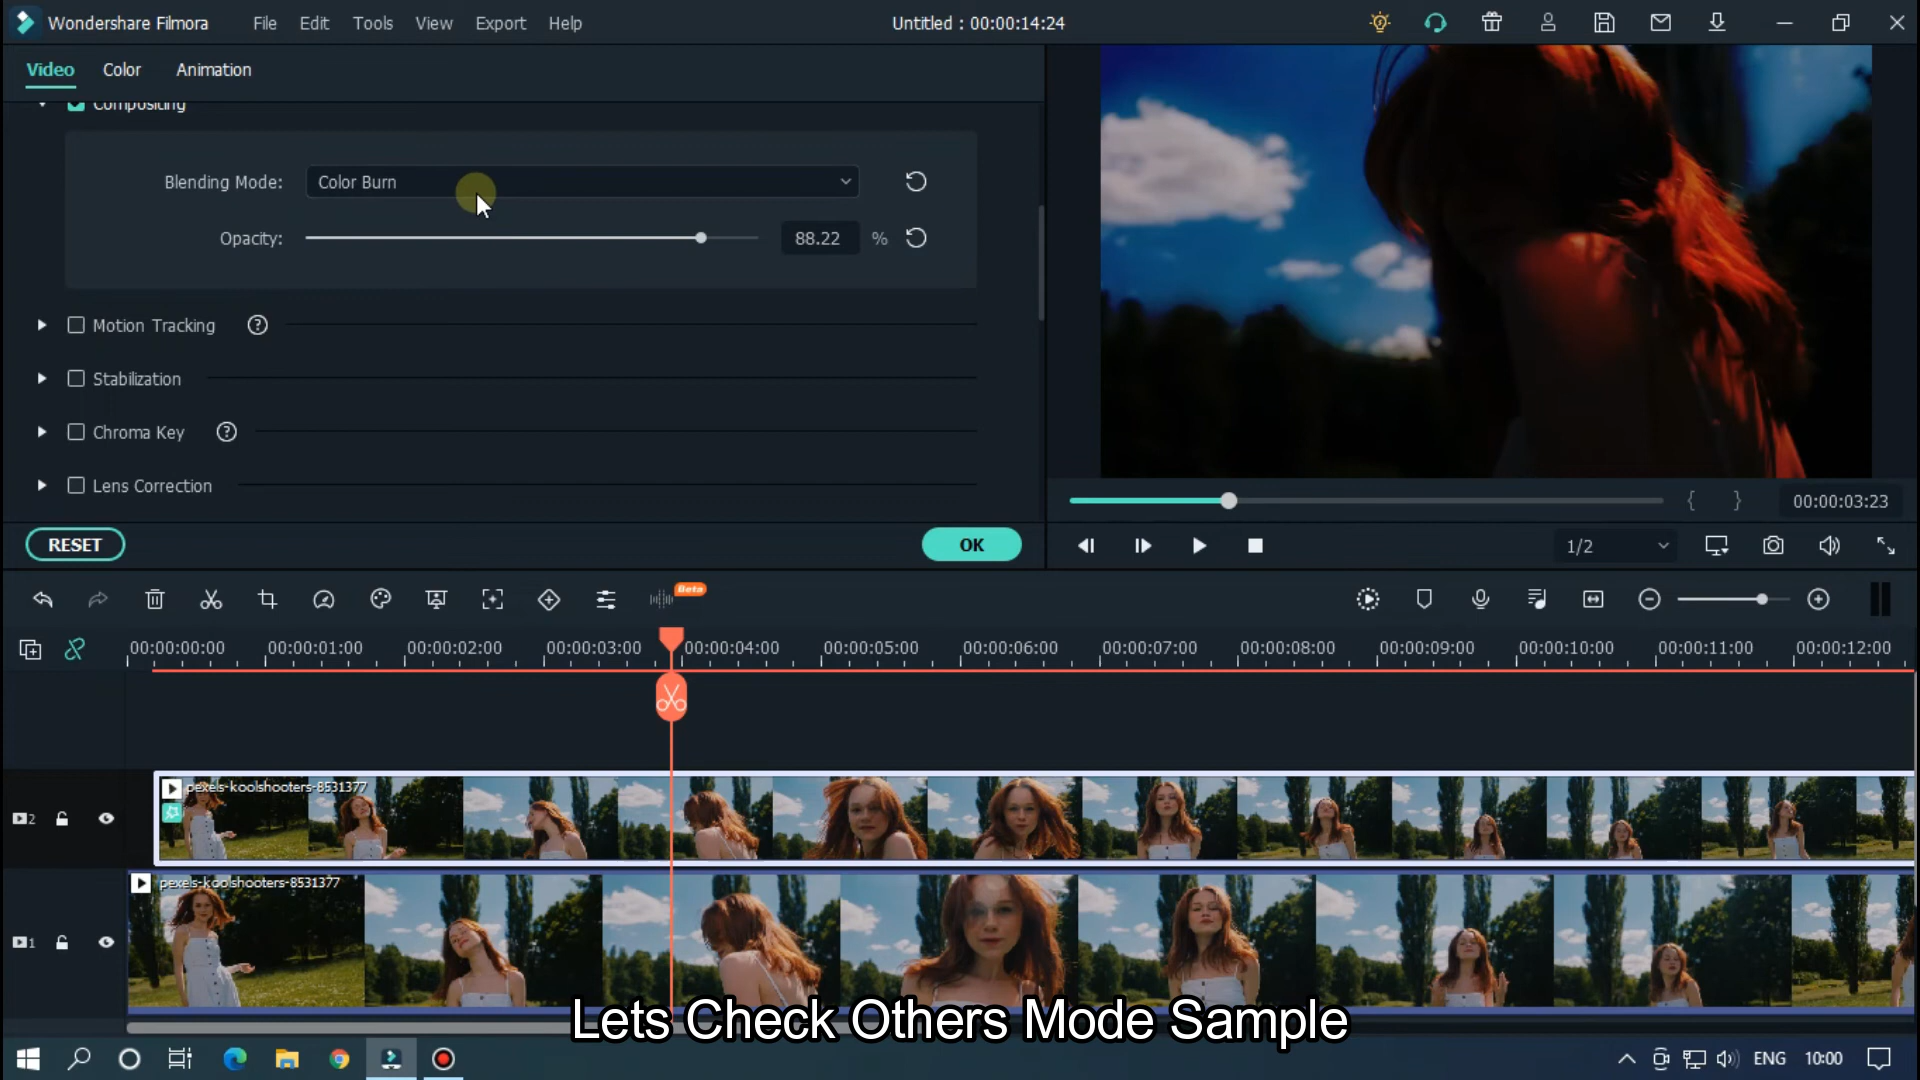 Wondershare Filmora File Edit Tools View Export Help Untitled : 00:00:14:24
Video Color Animation
Compositing
Blending Mode: Color Burn
Opacity: 88.22 %
Motion Tracking ?
Stabilization
Chroma Key ?
Lens Correction
RESET OK
{ } 00:00:03:23
1/2
Beta
00:00:00:00 00:00:01:00 00:00:02:00 00:00:03:00 00:00:04:00 00:00:05:00 00:00:06:00 00:00:07:00 00:00:08:00 00:00:09:00 00:00:10:00 00:00:11:00 00:00:12:00
pexels-koolshooters-8531377
2
pexels-koolshooters-8531377
1
Lets Check Others Mode Sample
ENG 10:00